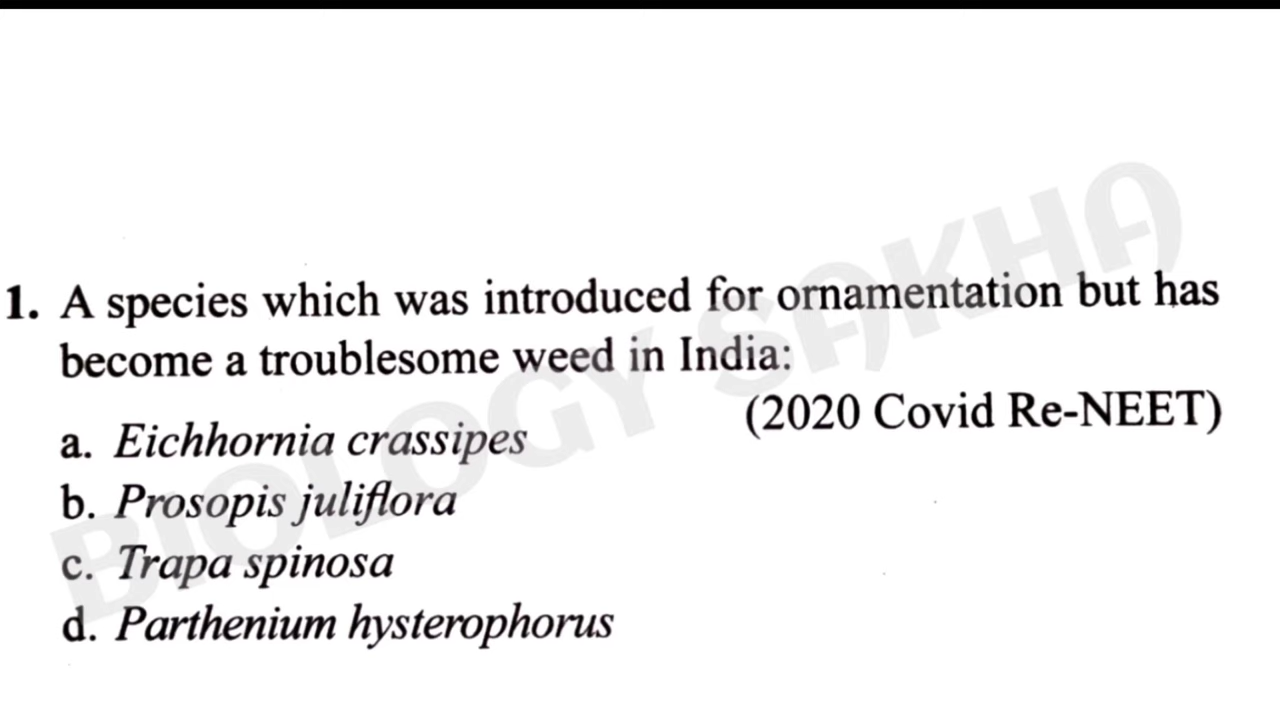 1. A species which was introduced for ornamentation but has
become a troublesome weed in India:
(2020 Covid Re-NEET)
a. Eichhornia crassipes
b. Prosopis juliflora
c. Trapa spinosa
d. Parthenium hysterophorus
BIOLOGY SAKHA